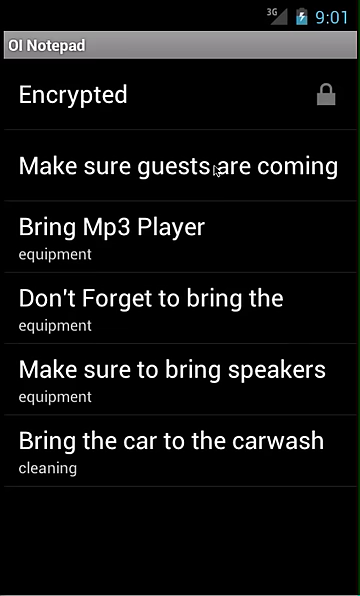 3G 9:01
OI Notepad
Encrypted
Make sure guests are coming
Bring Mp3 Player
equipment
Don't Forget to bring the
equipment
Make sure to bring speakers
equipment
Bring the car to the carwash
cleaning